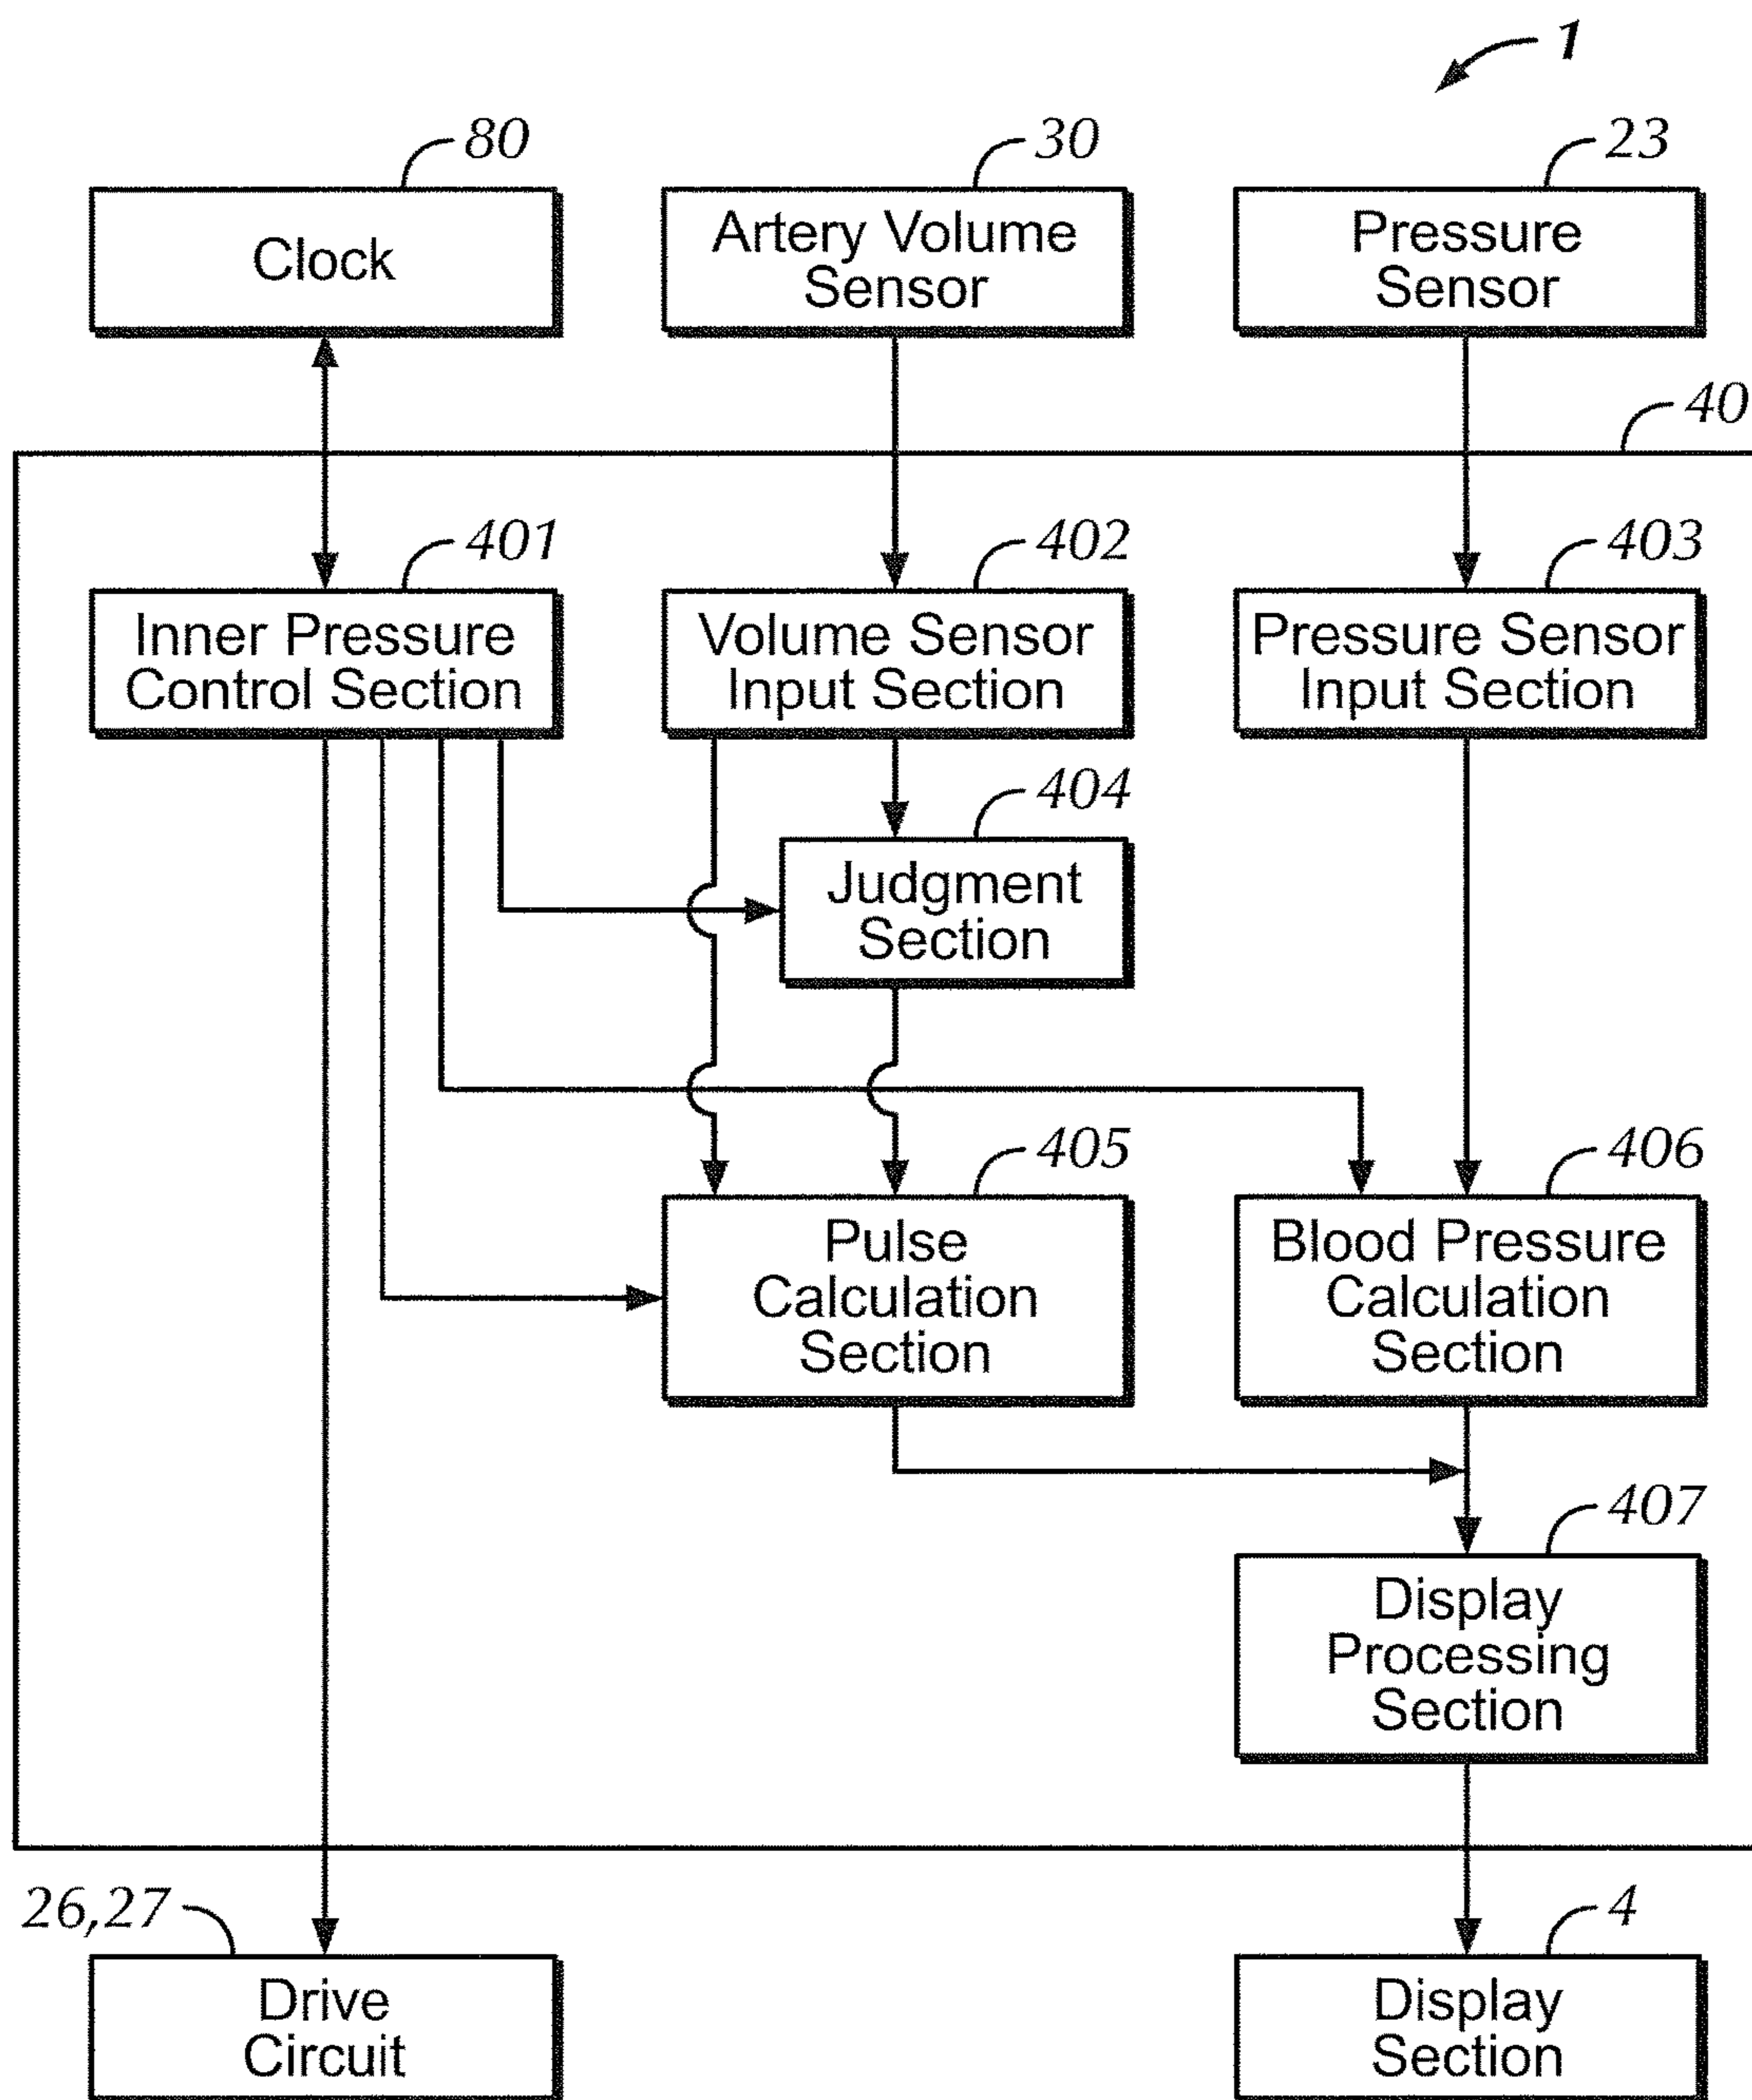 1
80
30
23
Clock
Artery Volume
Sensor
Pressure
Sensor
40
401
402
403
Inner Pressure
Control Section
Volume Sensor
Input Section
Pressure Sensor
Input Section
404
Judgment
Section
405
406
Pulse
Calculation
Section
Blood Pressure
Calculation
Section
407
Display
Processing
Section
26,27
4
Drive
Circuit
Display
Section